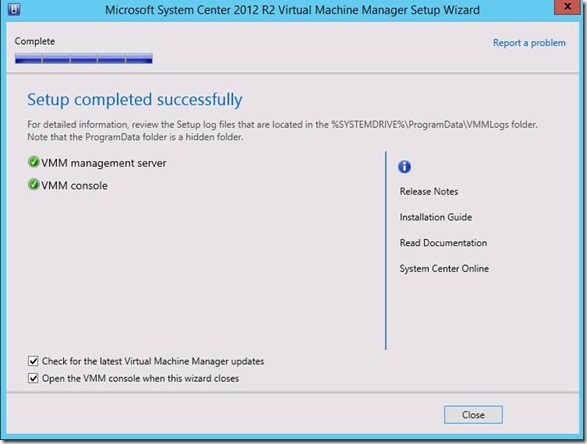 Microsoft System Center 2012 R2 Virtual Machine Manager Setup Wizard
x
Complete
Report a problem
Setup completed successfully
For detailed information, review the Setup log files that are located in the %SYSTEMDRIVE%\ProgramData\VMMLogs folder.
Note that the ProgramData folder is a hidden folder.
VMM management server
VMM console
Release Notes
Installation Guide
Read Documentation
System Center Online
Check for the latest Virtual Machine Manager updates
Open the VMM console when this wizard closes
Close